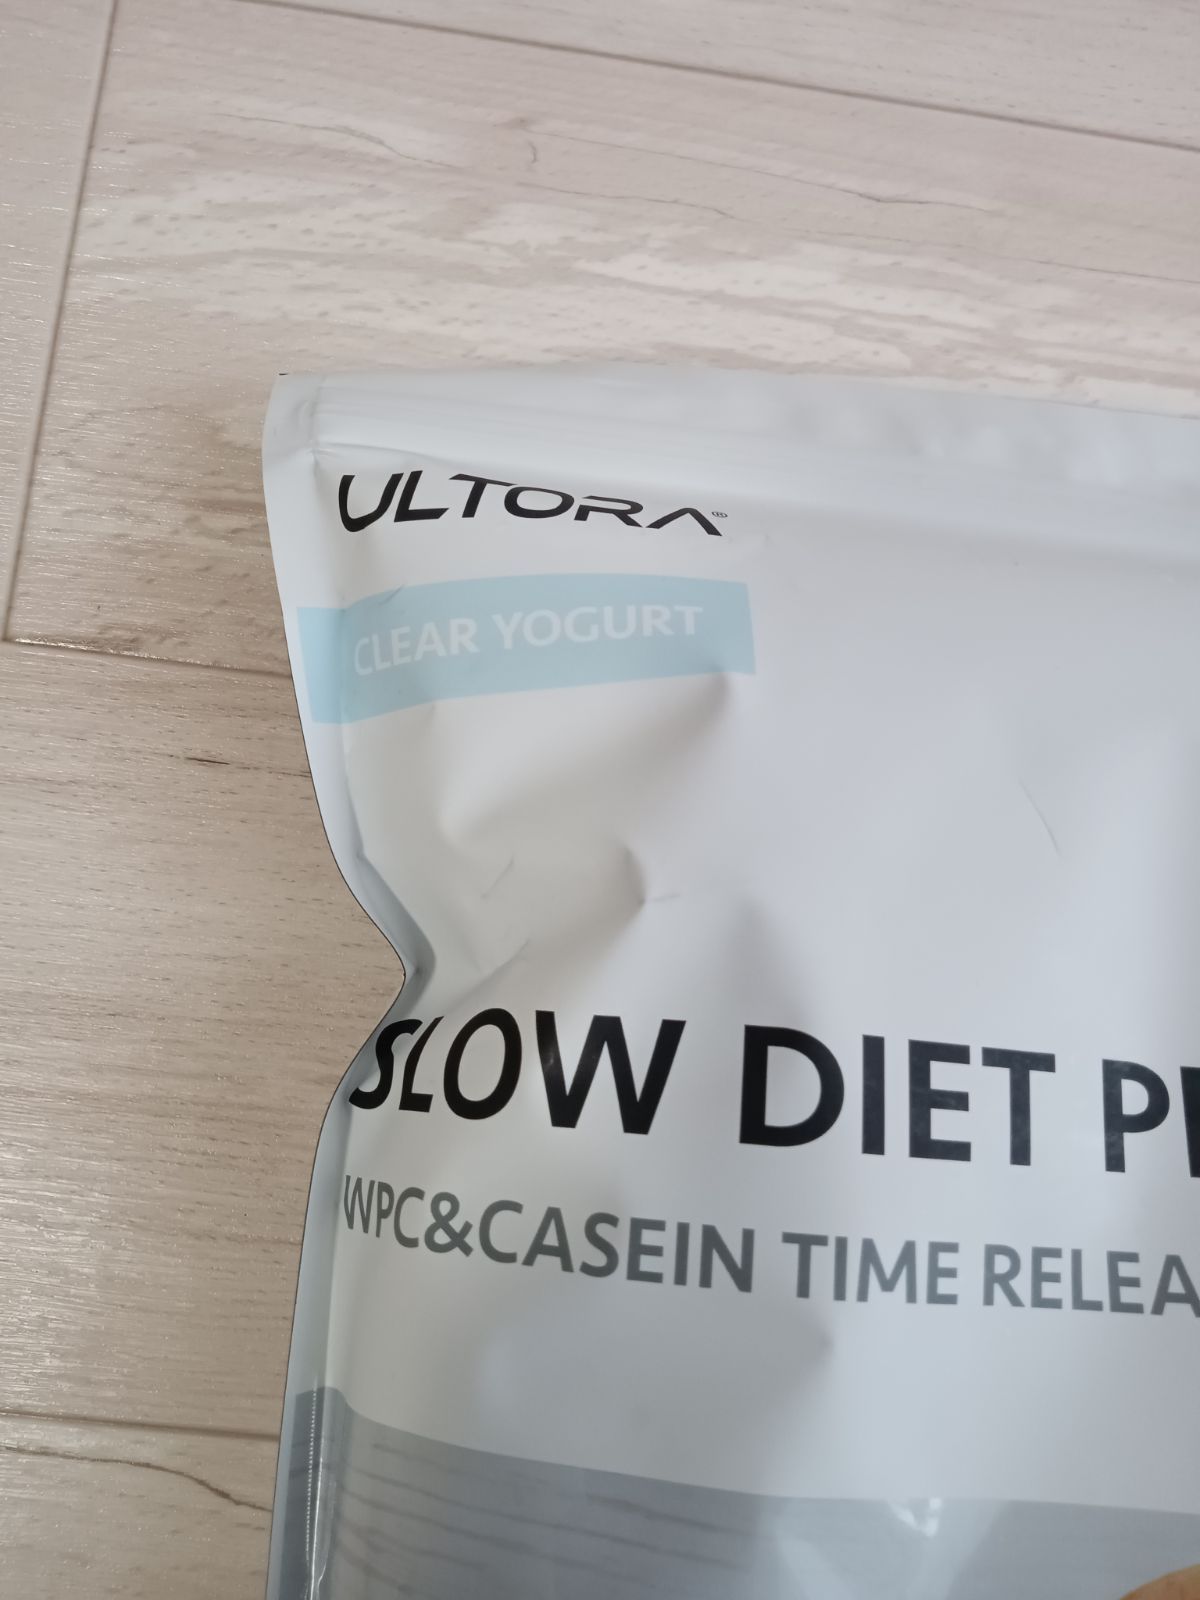 ULTORA®
CLEAR YOGURT
SLOW DIET
WPC&CASEIN TIME